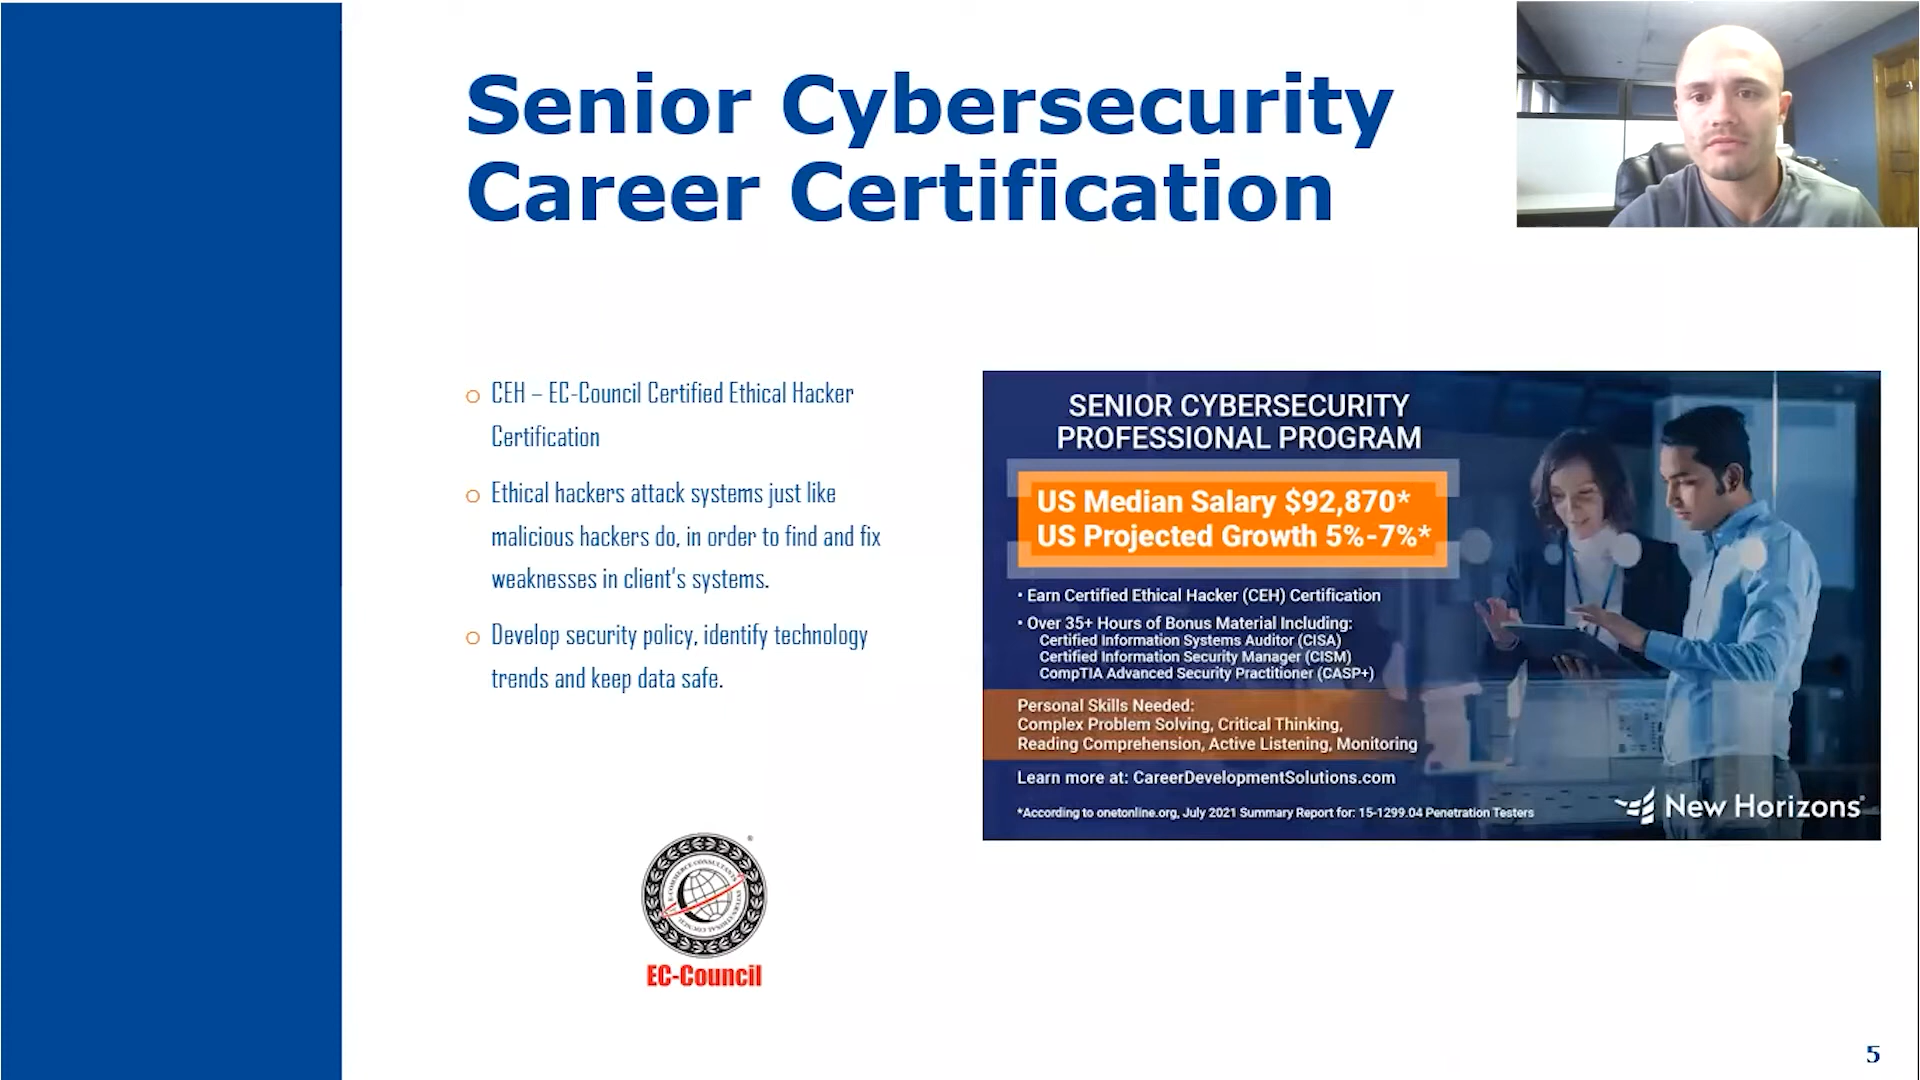 Senior Cybersecurity
Career Certification
CEH – EC-Council Certified Ethical Hacker
Certification
Ethical hackers attack systems just like
malicious hackers do, in order to find and fix
weaknesses in client's systems.
Develop security policy, identify technology
trends and keep data safe.
SENIOR CYBERSECURITY
PROFESSIONAL PROGRAM
US Median Salary $92,870*
US Projected Growth 5%-7%*
• Earn Certified Ethical Hacker (CEH) Certification
• Over 35+ Hours of Bonus Material Including:
Certified Information Systems Auditor (CISA)
Certified Information Security Manager (CISM)
CompTIA Advanced Security Practitioner (CASP+)
Personal Skills Needed:
Complex Problem Solving, Critical Thinking,
Reading Comprehension, Active Listening, Monitoring
Learn more at: CareerDevelopmentSolutions.com
*According to onetonline.org, July 2021 Summary Report for: 15-1299.04 Penetration Testers
New Horizons®
®
E-COMMERCE CONSULTANTS
INTERNATIONAL COUNCIL
EC-Council
5